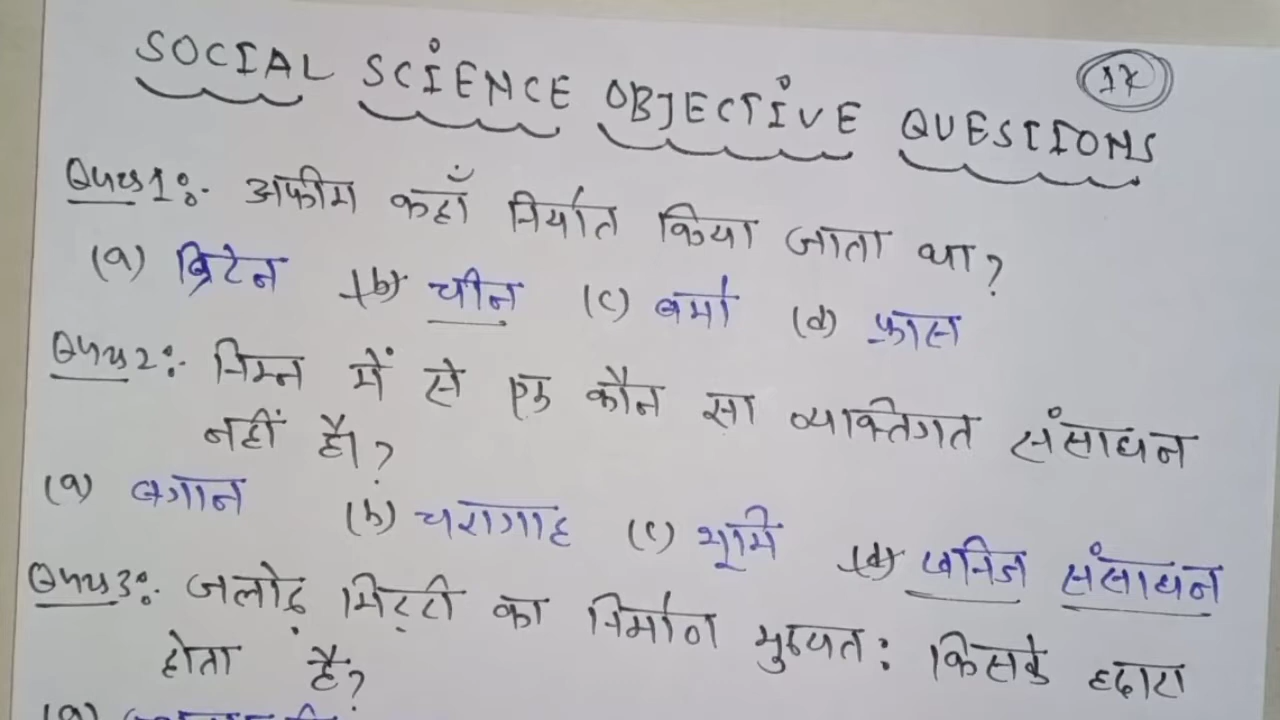 SOCIAL SCIENCE OBJECTIVE QUESTIONS
17
Ques1:- अफीम कहाँ निर्यात किया जाता था?
(a) ब्रिटेन (b) चीन (c) बर्मा (d) फ्रांस
Ques2:- निम्न में से एक कौन सा व्यक्तिगत संसाधन
नहीं है।?
(a) बगान (b) चरागाह (c) भूमि (d) खनिज संसाधन
Ques3:- जलोढ़ मिट्टी का निर्माण मुख्यत: किसके द्वारा
होता है?
(a)